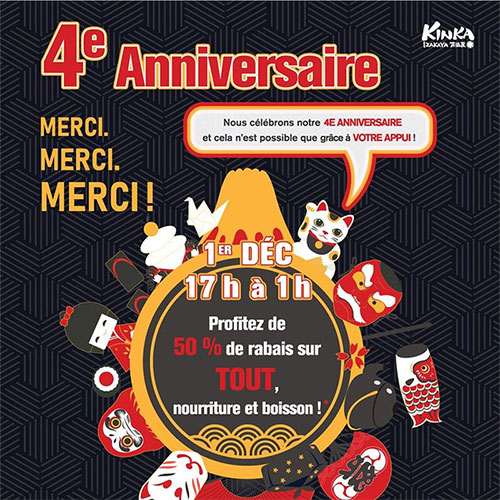 4e Anniversaire
KINKA
IZAKAYA
MERCI.
MERCI.
MERCI !
Nous célébrons notre 4E ANNIVERSAIRE
et cela n'est possible que grâce à VOTRE APPUI !
1ER DÉC
17 h à 1h
Profitez de
50 % de rabais sur
TOUT,
nourriture et boisson !*